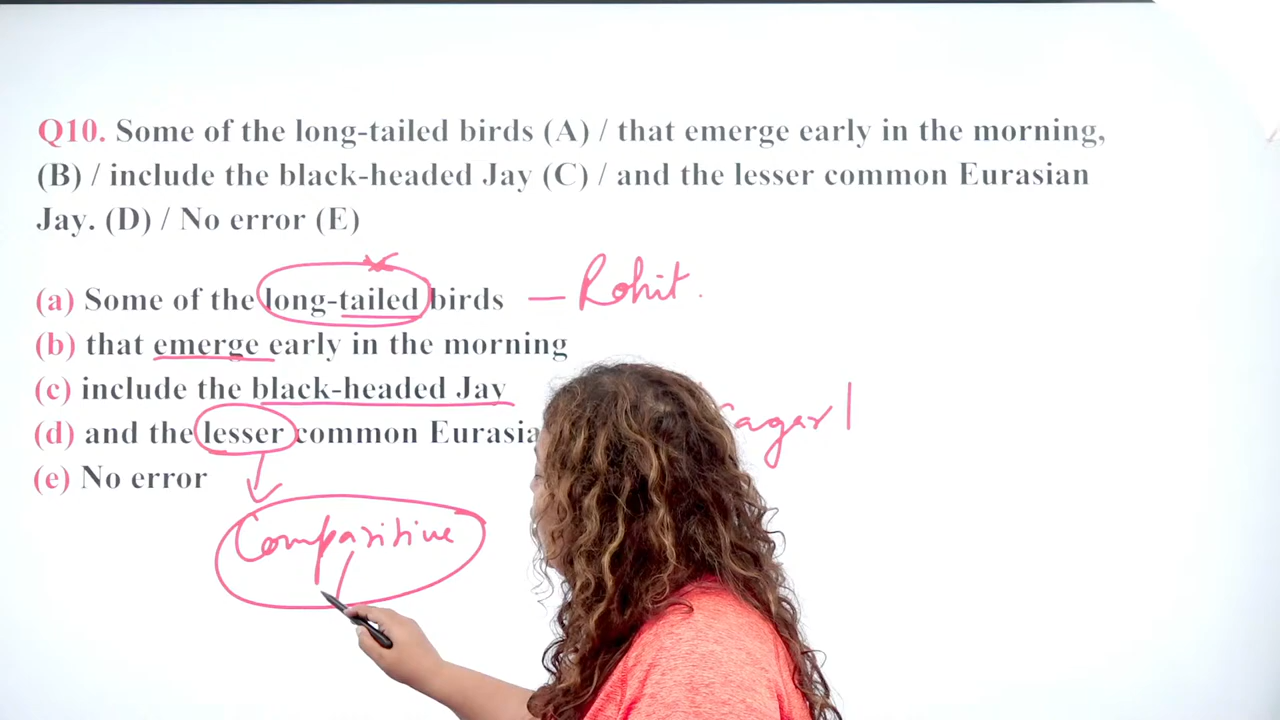 Q10. Some of the long-tailed birds (A) / that emerge early in the morning,
(B) / include the black-headed Jay (C) / and the lesser common Eurasian
Jay. (D) / No error (E)
(a) Some of the long-tailed birds — Rohit.
(b) that emerge early in the morning
(c) include the black-headed Jay
(d) and the lesser common Eurasia
(e) No error
Comparitive